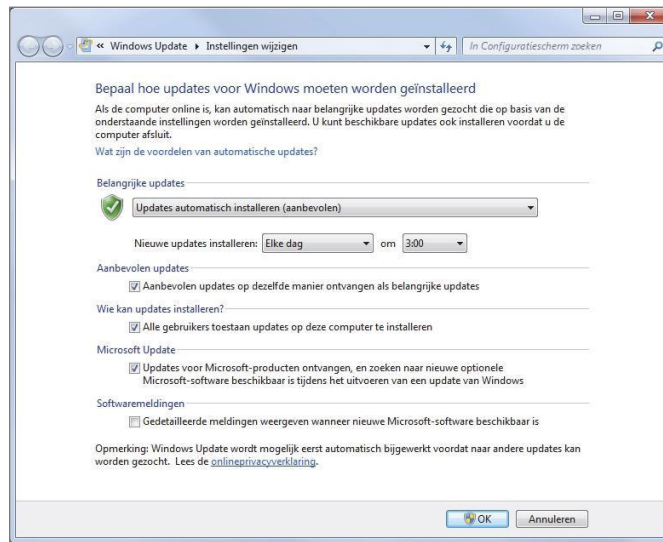 « Windows Update ▸ Instellingen wijzigen
In Configuratiescherm zoeken
Bepaal hoe updates voor Windows moeten worden geïnstalleerd
Als de computer online is, kan automatisch naar belangrijke updates worden gezocht die op basis van de
onderstaande instellingen worden geïnstalleerd. U kunt beschikbare updates ook installeren voordat u de
computer afsluit.
Wat zijn de voordelen van automatische updates?
Belangrijke updates
Updates automatisch installeren (aanbevolen)
Nieuwe updates installeren: Elke dag om 3:00
Aanbevolen updates
Aanbevolen updates op dezelfde manier ontvangen als belangrijke updates
Wie kan updates installeren?
Alle gebruikers toestaan updates op deze computer te installeren
Microsoft Update
Updates voor Microsoft-producten ontvangen, en zoeken naar nieuwe optionele
Microsoft-software beschikbaar is tijdens het uitvoeren van een update van Windows
Softwaremeldingen
Gedetailleerde meldingen weergeven wanneer nieuwe Microsoft-software beschikbaar is
Opmerking: Windows Update wordt mogelijk eerst automatisch bijgewerkt voordat naar andere updates kan
worden gezocht. Lees de onlineprivacyverklaring.
OK Annuleren